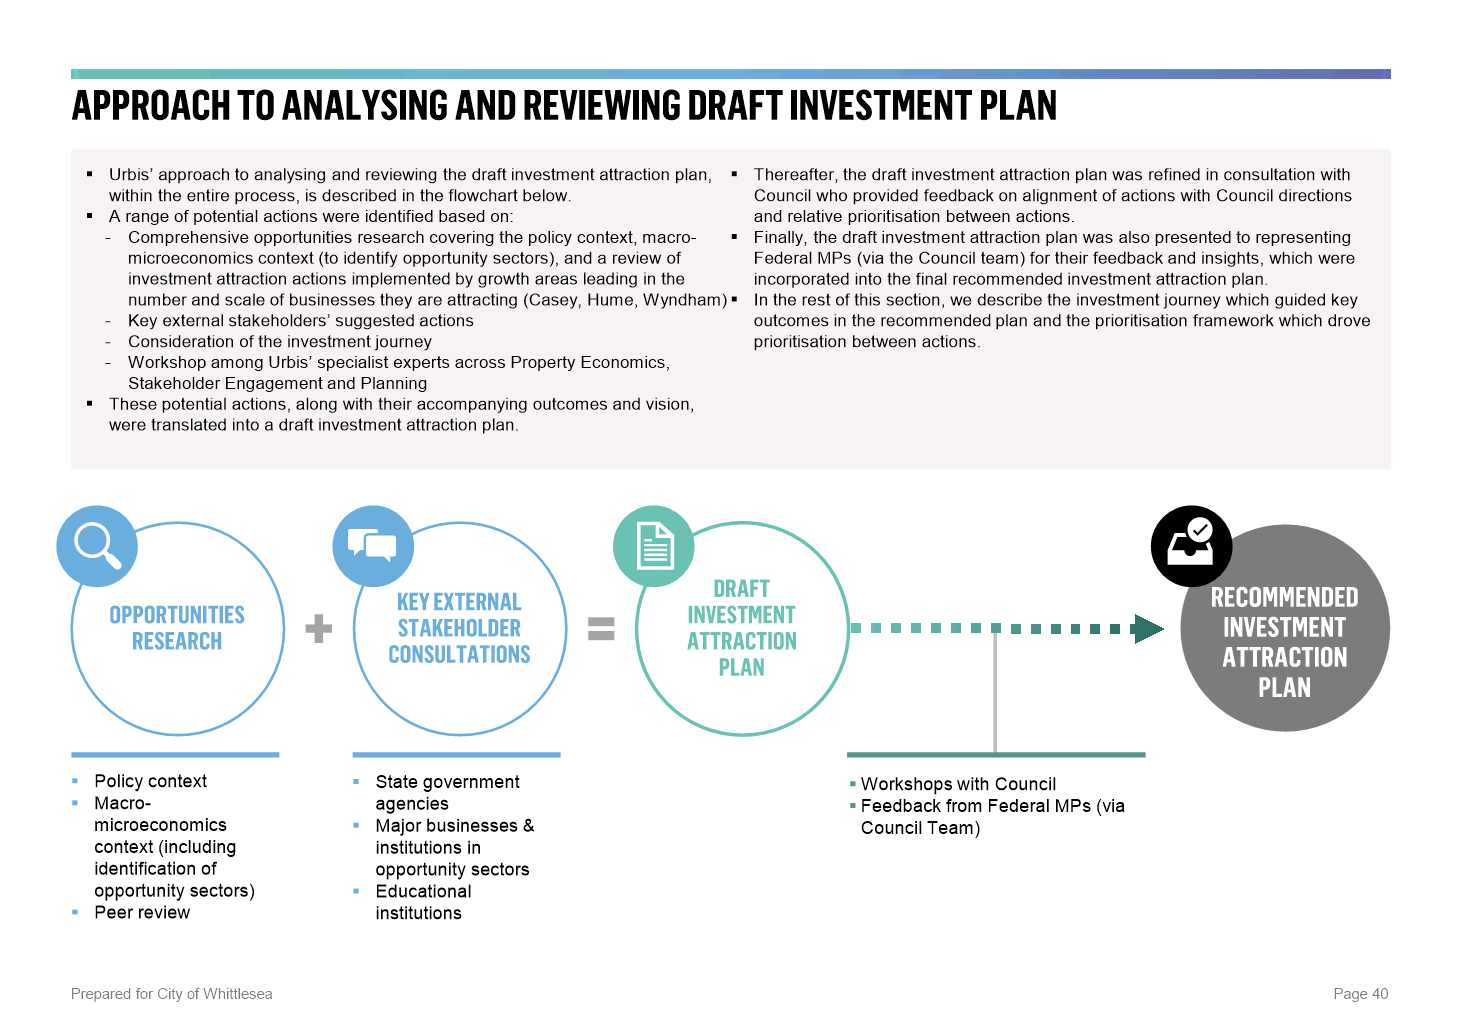 APPROACH TO ANALYSING AND REVIEWING DRAFT INVESTMENT PLAN
▪ Urbis’ approach to analysing and reviewing the draft investment attraction plan,
within the entire process, is described in the flowchart below.
▪ A range of potential actions were identified based on:
- Comprehensive opportunities research covering the policy context, macro-
microeconomics context (to identify opportunity sectors), and a review of
investment attraction actions implemented by growth areas leading in the
number and scale of businesses they are attracting (Casey, Hume, Wyndham)
- Key external stakeholders’ suggested actions
- Consideration of the investment journey
- Workshop among Urbis’ specialist experts across Property Economics,
Stakeholder Engagement and Planning
▪ These potential actions, along with their accompanying outcomes and vision,
were translated into a draft investment attraction plan.
▪ Thereafter, the draft investment attraction plan was refined in consultation with
Council who provided feedback on alignment of actions with Council directions
and relative prioritisation between actions.
▪ Finally, the draft investment attraction plan was also presented to representing
Federal MPs (via the Council team) for their feedback and insights, which were
incorporated into the final recommended investment attraction plan.
▪ In the rest of this section, we describe the investment journey which guided key
outcomes in the recommended plan and the prioritisation framework which drove
prioritisation between actions.
OPPORTUNITIES
RESEARCH
+
KEY EXTERNAL
STAKEHOLDER
CONSULTATIONS
=
DRAFT
INVESTMENT
ATTRACTION
PLAN
RECOMMENDED
INVESTMENT
ATTRACTION
PLAN
▪ Policy context
▪ Macro-
microeconomics
context (including
identification of
opportunity sectors)
▪ Peer review
▪ State government
agencies
▪ Major businesses &
institutions in
opportunity sectors
▪ Educational
institutions
▪ Workshops with Council
▪ Feedback from Federal MPs (via
Council Team)
Prepared for City of Whittlesea
Page 40